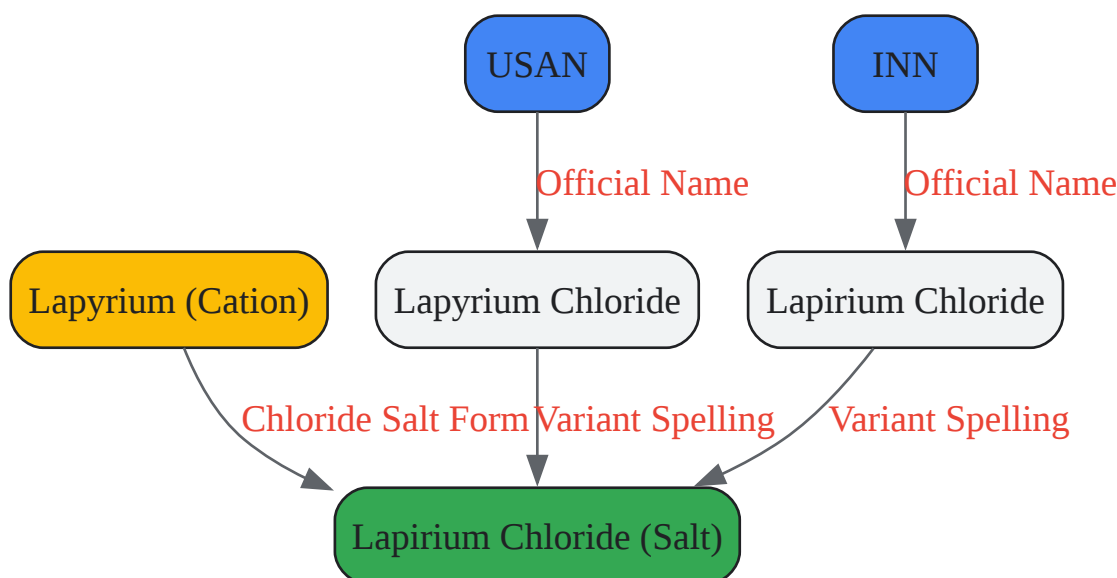 USAN
INN
Official Name
Official Name
Lapyrium (Cation)
Lapyrium Chloride
Lapirium Chloride
Chloride Salt Form
Variant Spelling
Variant Spelling
Lapirium Chloride (Salt)